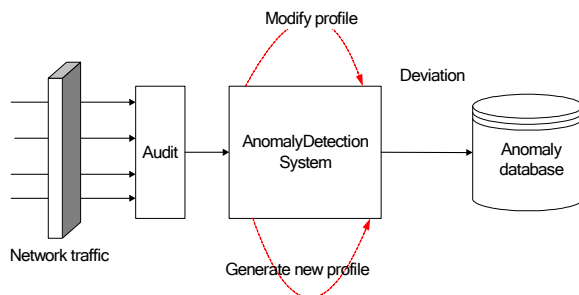 Modify profile
Deviation
Audit
AnomalyDetection
System
Anomaly
database
Network traffic
Generate new profile